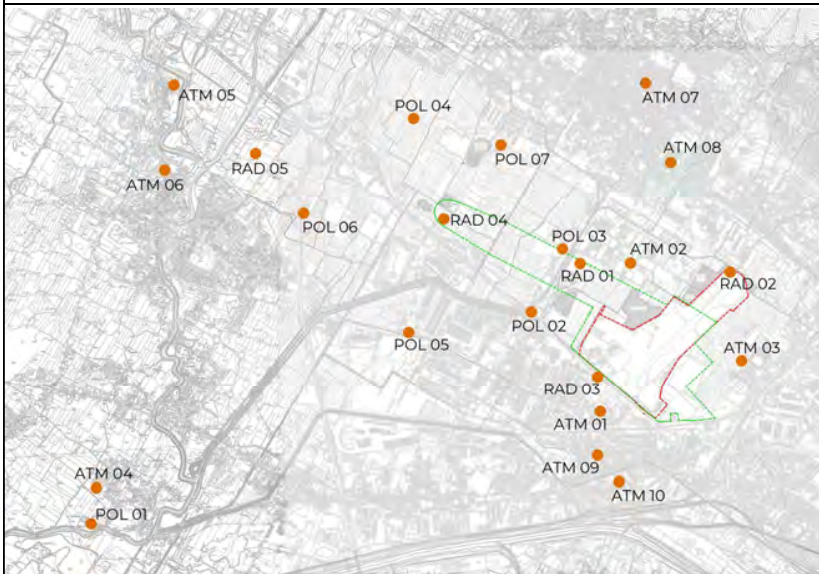 ATM 05
ATM 07
POL 04
RAD 05
POL 07
ATM 08
ATM 06
POL 06
RAD 04
POL 03
ATM 02
RAD 01
RAD 02
POL 02
POL 05
ATM 03
RAD 03
ATM 01
ATM 09
ATM 04
ATM 10
POL 01